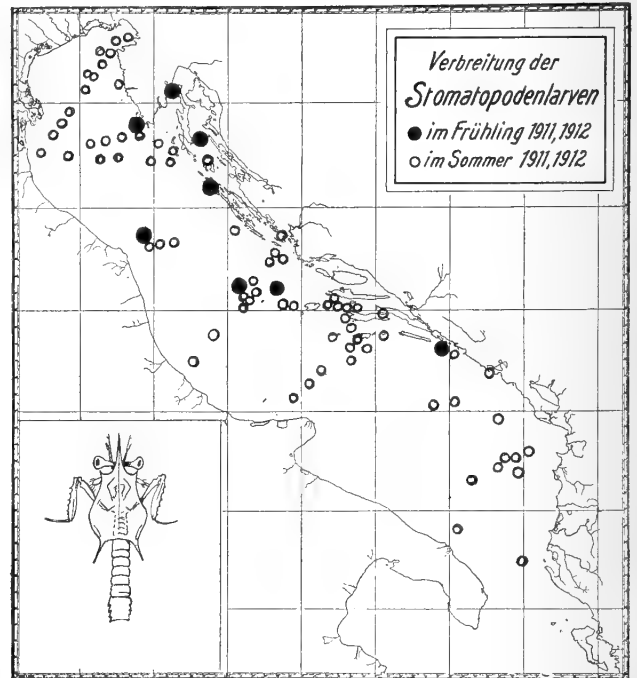 Verbreitung der
Stomatopodenlarven
im Frühling 1911, 1912
im Sommer 1911, 1912